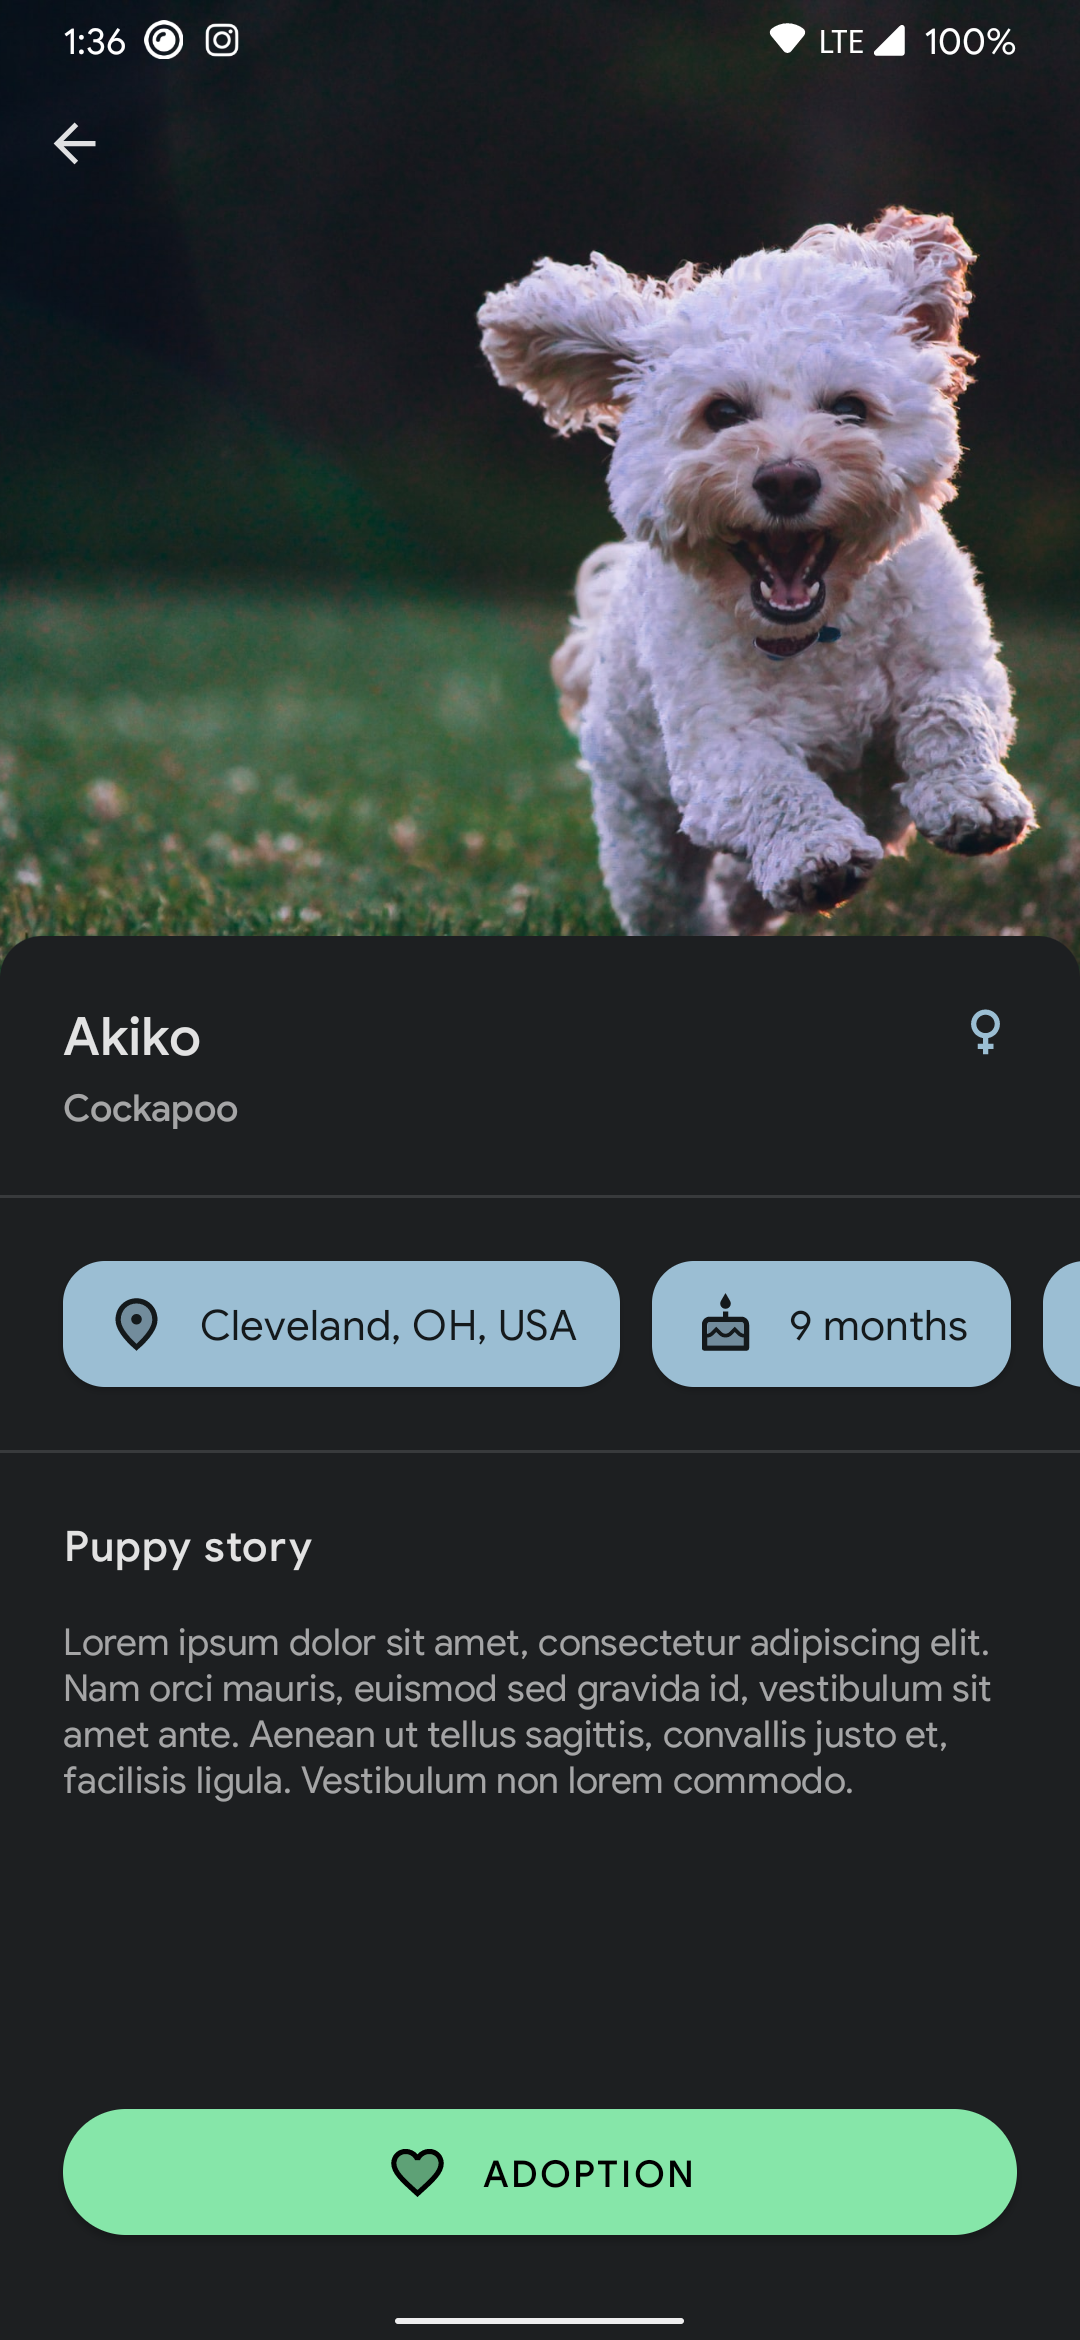 1:36 LTE 100%
Akiko
Cockapoo
Cleveland, OH, USA
9 months
Puppy story
Lorem ipsum dolor sit amet, consectetur adipiscing elit.
Nam orci mauris, euismod sed gravida id, vestibulum sit
amet ante. Aenean ut tellus sagittis, convallis justo et,
facilisis ligula. Vestibulum non lorem commodo.
ADOPTION